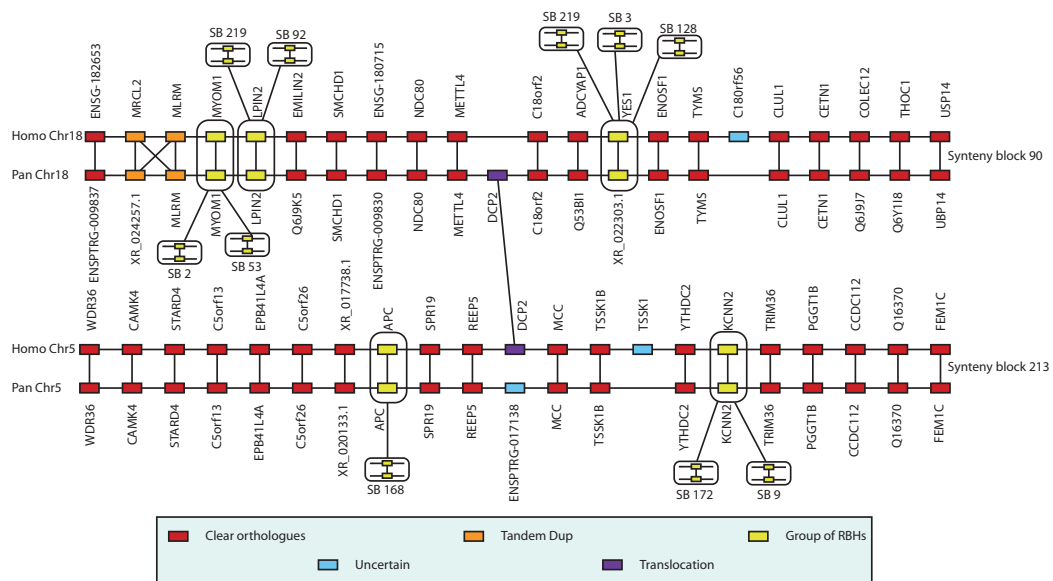 SB 219
SB 92
SB 219
SB 3
SB 128
ENSG-182653
MRCL2
MLRM
MYOM1
LPIN2
EMILIN2
SMCHD1
ENSG-180715
NDC80
METTL4
C18orf2
ADCYAP1
YES1
ENOSF1
TYMS
C180rf56
CLUL1
CETN1
COLEC12
THOC1
USP14
Homo Chr18
Synteny block 90
Pan Chr18
ENSPTRG-009837
XR_024257.1
MLRM
MYOM1
LPIN2
Q6J9K5
SMCHD1
ENSPTRG-009830
NDC80
METTL4
DCP2
C18orf2
Q53BI1
XR_022303.1
ENOSF1
TYMS
CLUL1
CETN1
Q6J9J7
Q6Y1I8
UBP14
SB 2
SB 53
WDR36
CAMK4
STARD4
C5orf13
EPB41L4A
C5orf26
XR_017738.1
APC
SPR19
REEP5
DCP2
MCC
TSSK1B
TSSK1
YTHDC2
KCNN2
TRIM36
PGGT1B
CCDC112
Q16370
FEM1C
Homo Chr5
Synteny block 213
Pan Chr5
WDR36
CAMK4
STARD4
C5orf13
EPB41L4A
C5orf26
XR_020133.1
APC
SPR19
REEP5
ENSPTRG-017138
MCC
TSSK1B
YTHDC2
KCNN2
TRIM36
PGGT1B
CCDC112
Q16370
FEM1C
SB 168
SB 172
SB 9
Clear orthologues
Tandem Dup
Group of RBHs
Uncertain
Translocation